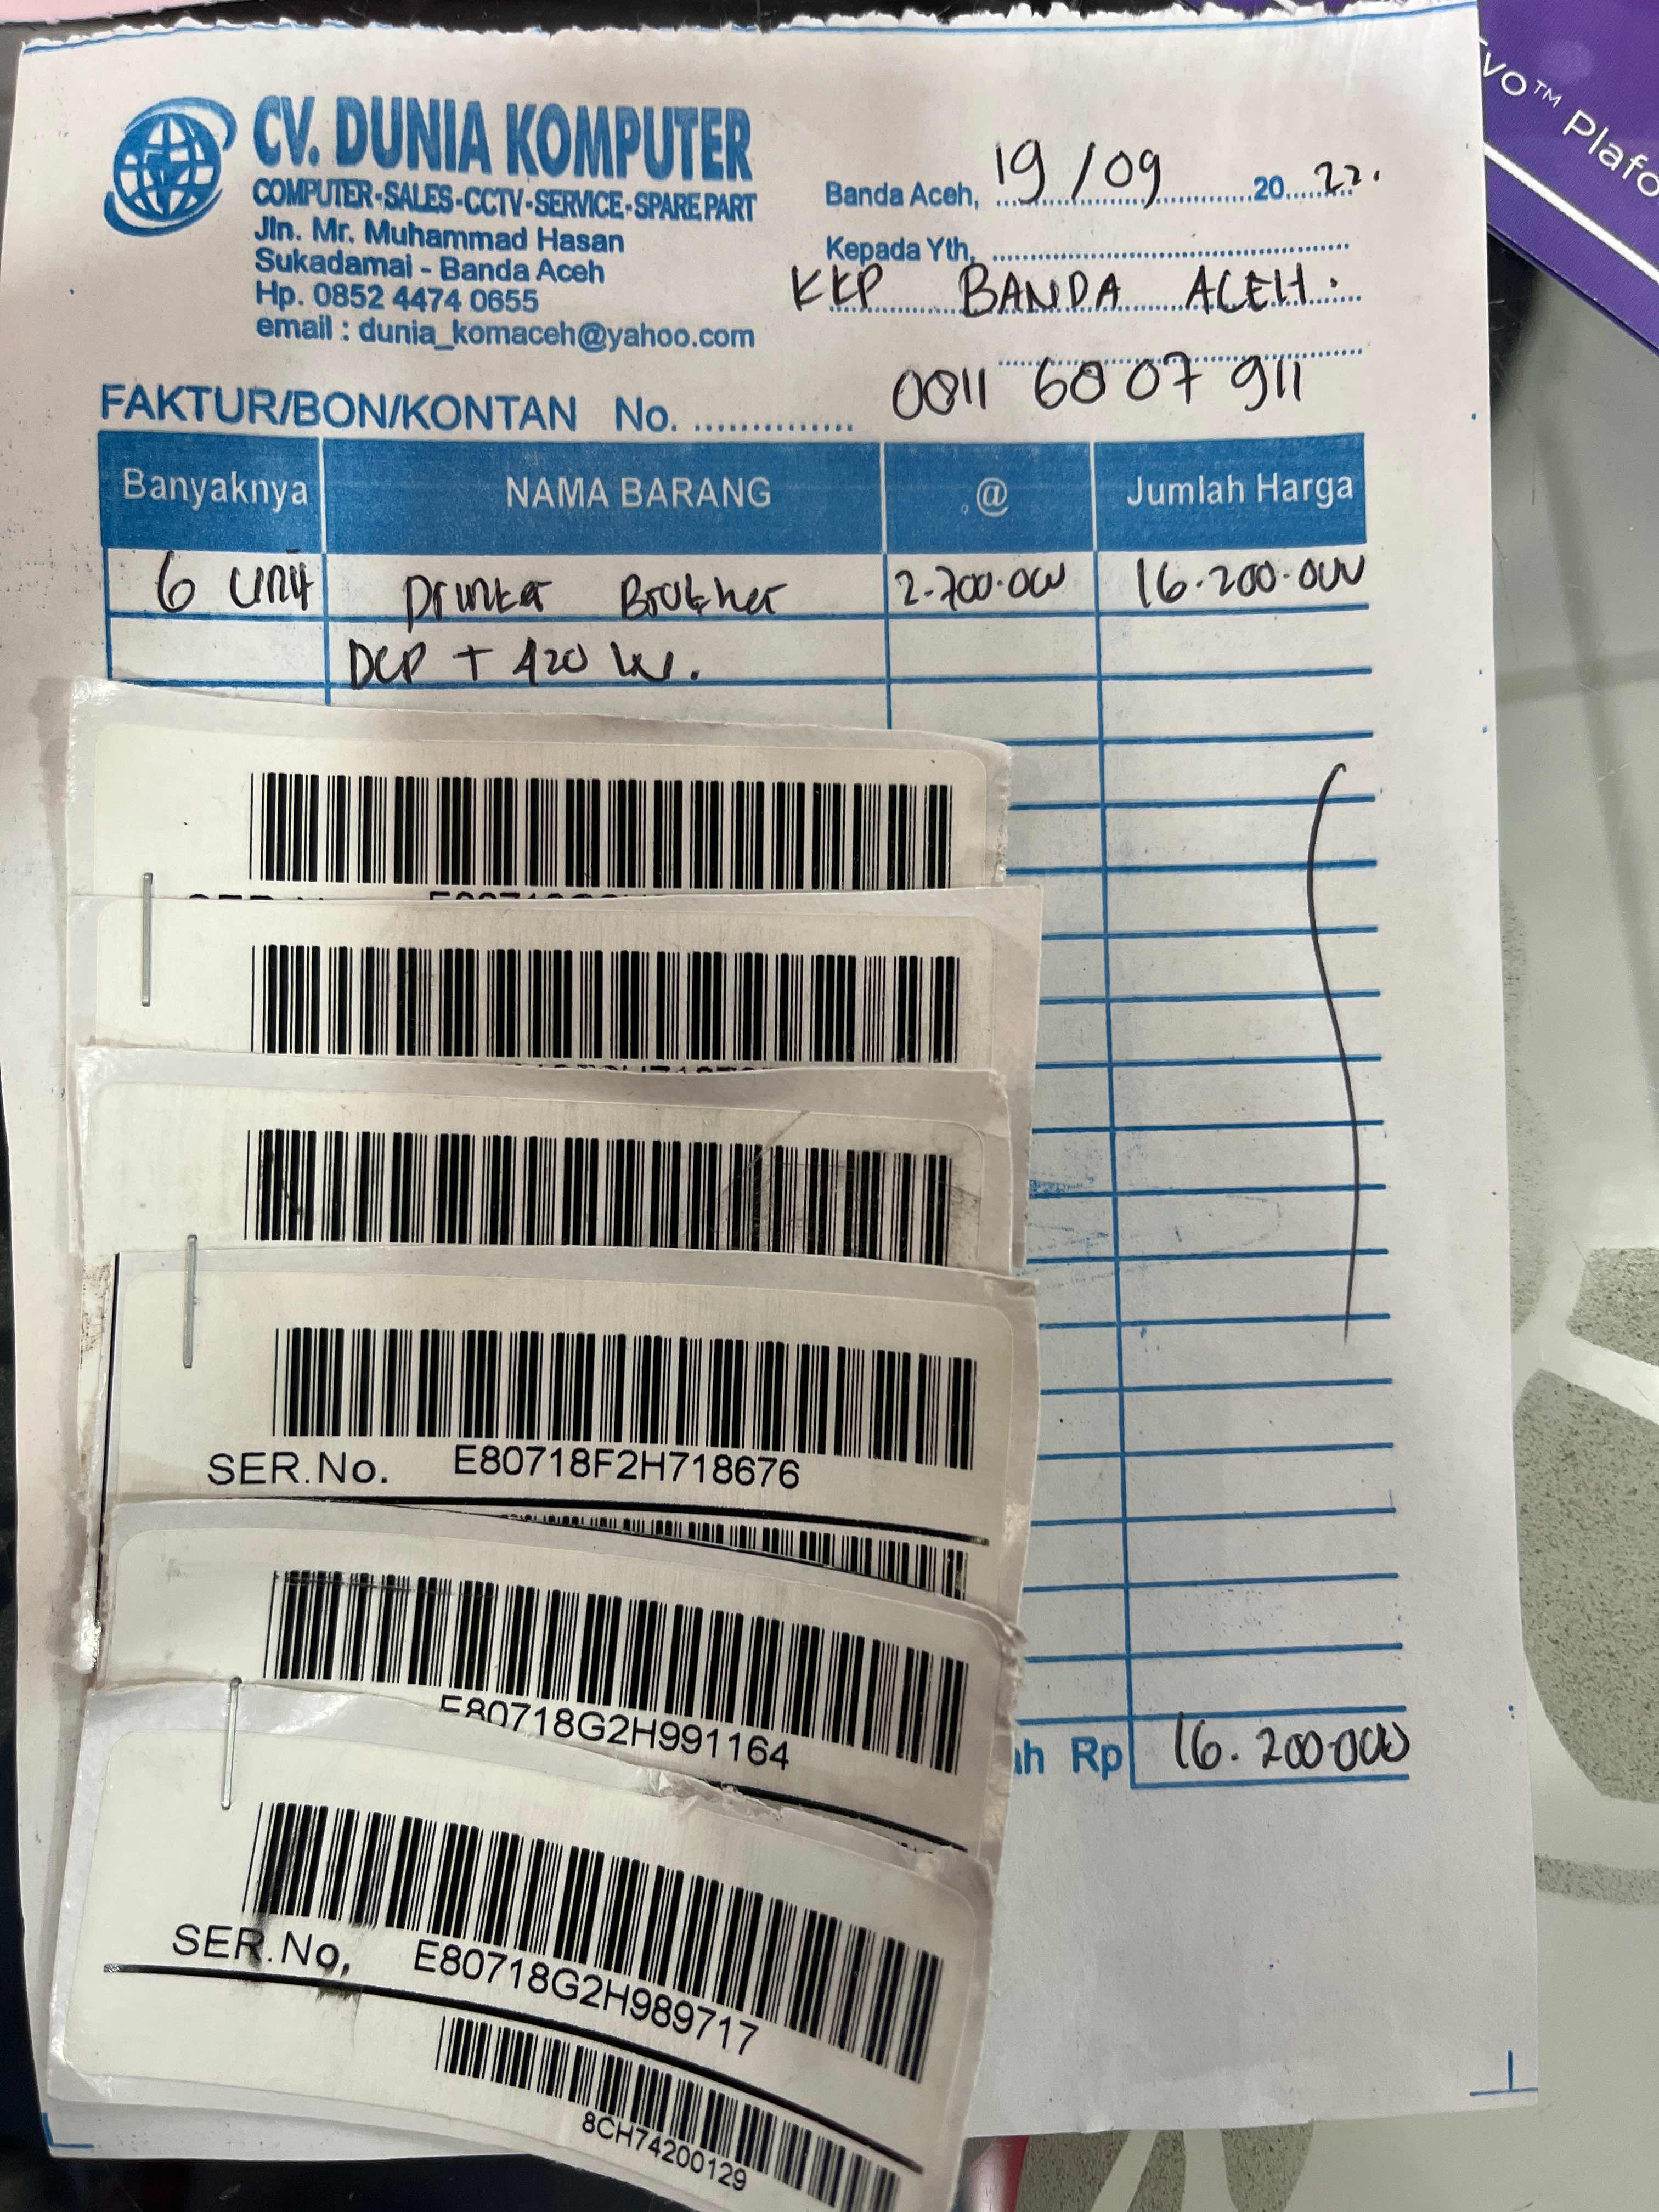 CV. DUNIA KOMPUTER
COMPUTER-SALES-CCTV-SERVICE-SPARE PART
Jln. Mr. Muhammad Hasan
Sukadamai - Banda Aceh
Hp. 0852 4474 0655
email : dunia_komaceh@yahoo.com
Banda Aceh, 19/09 20 22.
Kepada Yth,
KKP BANDA ACEH.
0811 6807 911
FAKTUR/BON/KONTAN No. ..............
Banyaknya NAMA BARANG @ Jumlah Harga
6 Unit Printer Brother 2.700.000 16.200.000
DCP T 420 W.
SER.No. E80718F2H718676
E80718G2H991164
Rp 16.200.000
SER.No. E80718G2H989717
8CH74200129
VO™ Plafo